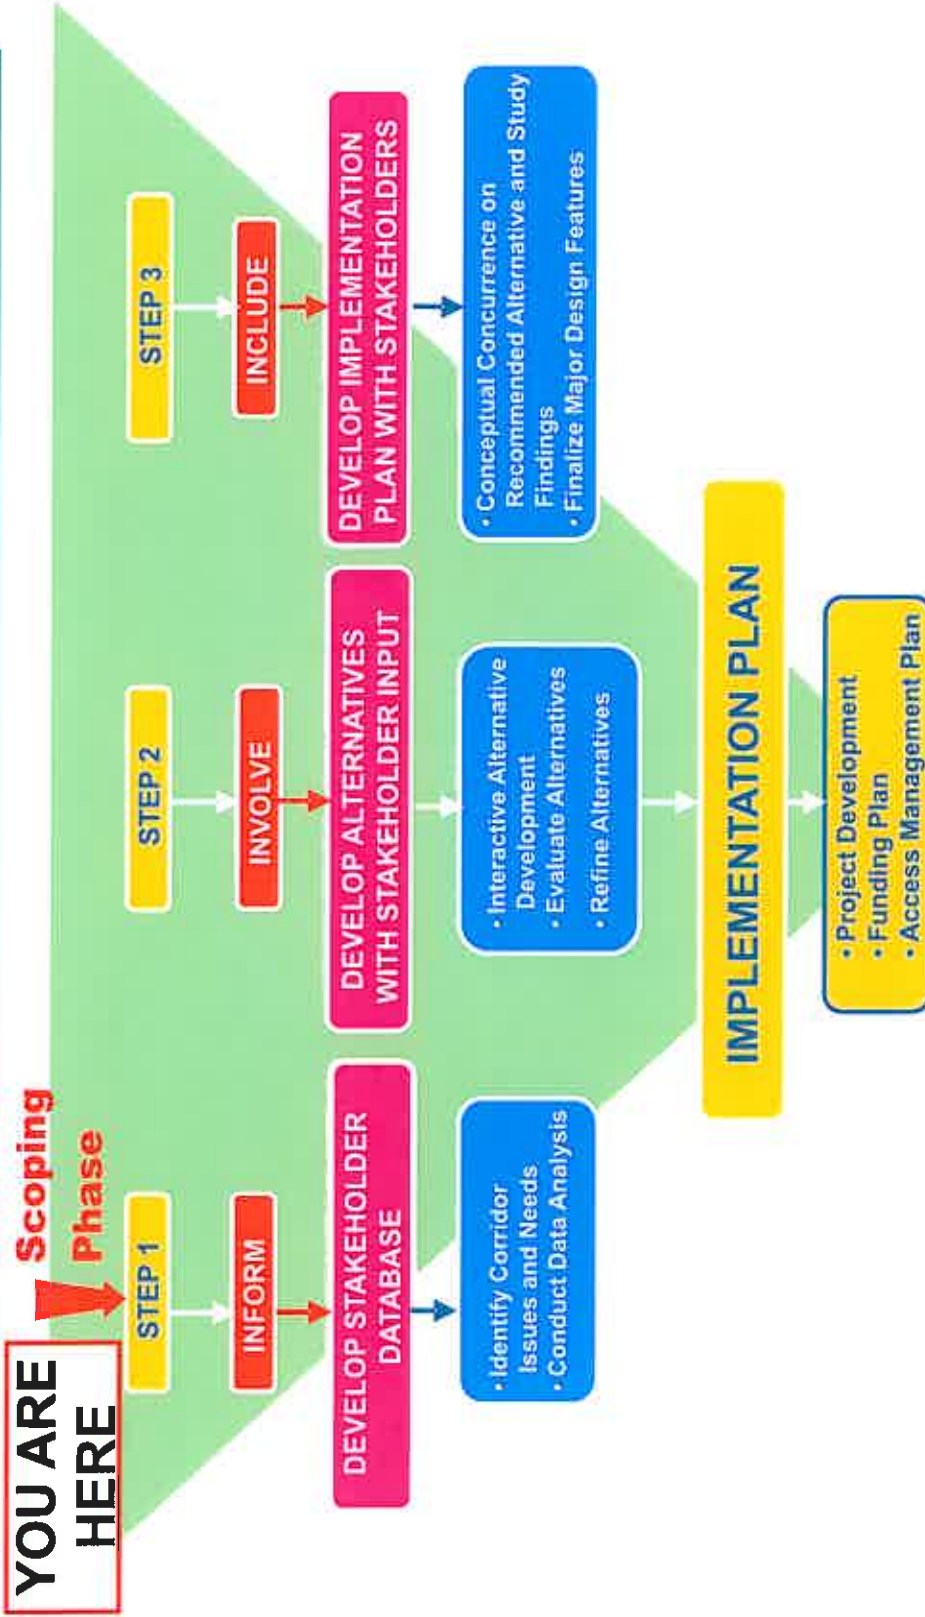 YOU ARE
HERE
Scoping
Phase
STEP 1
INFORM
DEVELOP STAKEHOLDER
DATABASE
• Identify Corridor
Issues and Needs
• Conduct Data Analysis
STEP 2
INVOLVE
DEVELOP ALTERNATIVES
WITH STAKEHOLDER INPUT
• Interactive Alternative
Development
• Evaluate Alternatives
• Refine Alternatives
STEP 3
INCLUDE
DEVELOP IMPLEMENTATION
PLAN WITH STAKEHOLDERS
• Conceptual Concurrence on
Recommended Alternative and Study
Findings
• Finalize Major Design Features
IMPLEMENTATION PLAN
• Project Development
• Funding Plan
• Access Management Plan